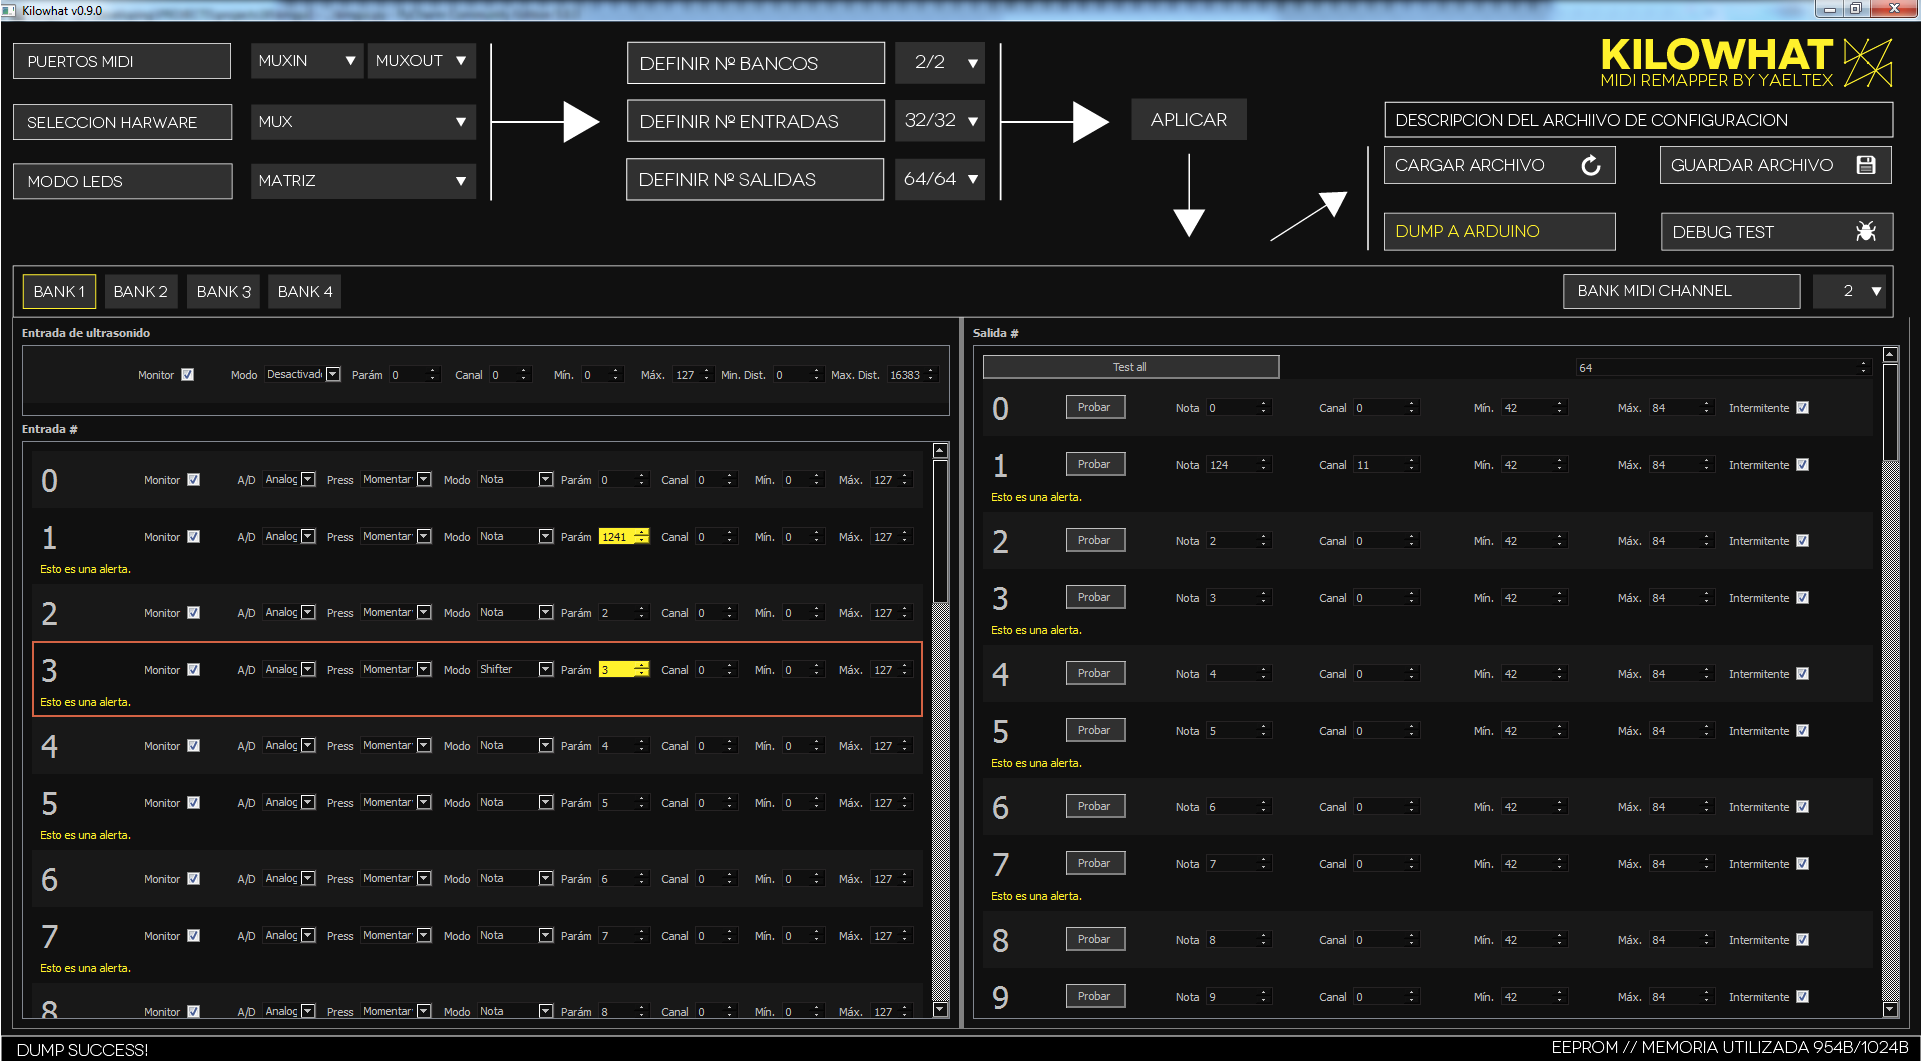 Kilowhat v0.9.0
PUERTOS MIDI
MUXIN
MUXOUT
SELECCION HARWARE
MUX
MODO LEDS
MATRIZ
DEFINIR Nº BANCOS
2/2
DEFINIR Nº ENTRADAS
32/32
DEFINIR Nº SALIDAS
64/64
APLICAR
KILOWHAT
MIDI REMAPPER BY YAELTEX
DESCRIPCION DEL ARCHIIVO DE CONFIGURACION
CARGAR ARCHIVO
GUARDAR ARCHIVO
DUMP A ARDUINO
DEBUG TEST
BANK 1 BANK 2 BANK 3 BANK 4
BANK MIDI CHANNEL 2
Entrada de ultrasonido
Monitor Modo Desactivad Parám 0 Canal 0 Mín. 0 Máx. 127 Min. Dist. 0 Max. Dist. 16383
Entrada #
0 Monitor A/D Analog Press Momentar Modo Nota Parám 0 Canal 0 Mín. 0 Máx. 127
1 Monitor A/D Analog Press Momentar Modo Nota Parám 1241 Canal 0 Mín. 0 Máx. 127
Esto es una alerta.
2 Monitor A/D Analog Press Momentar Modo Nota Parám 2 Canal 0 Mín. 0 Máx. 127
3 Monitor A/D Analog Press Momentar Modo Shifter Parám 3 Canal 0 Mín. 0 Máx. 127
Esto es una alerta.
4 Monitor A/D Analog Press Momentar Modo Nota Parám 4 Canal 0 Mín. 0 Máx. 127
5 Monitor A/D Analog Press Momentar Modo Nota Parám 5 Canal 0 Mín. 0 Máx. 127
Esto es una alerta.
6 Monitor A/D Analog Press Momentar Modo Nota Parám 6 Canal 0 Mín. 0 Máx. 127
7 Monitor A/D Analog Press Momentar Modo Nota Parám 7 Canal 0 Mín. 0 Máx. 127
Esto es una alerta.
8 Monitor A/D Analog Press Momentar Modo Nota Parám 8 Canal 0 Mín. 0 Máx. 127
Salida #
Test all 64
0 Probar Nota 0 Canal 0 Mín. 42 Máx. 84 Intermitente
1 Probar Nota 124 Canal 11 Mín. 42 Máx. 84 Intermitente
Esto es una alerta.
2 Probar Nota 2 Canal 0 Mín. 42 Máx. 84 Intermitente
3 Probar Nota 3 Canal 0 Mín. 42 Máx. 84 Intermitente
Esto es una alerta.
4 Probar Nota 4 Canal 0 Mín. 42 Máx. 84 Intermitente
5 Probar Nota 5 Canal 0 Mín. 42 Máx. 84 Intermitente
Esto es una alerta.
6 Probar Nota 6 Canal 0 Mín. 42 Máx. 84 Intermitente
7 Probar Nota 7 Canal 0 Mín. 42 Máx. 84 Intermitente
Esto es una alerta.
8 Probar Nota 8 Canal 0 Mín. 42 Máx. 84 Intermitente
9 Probar Nota 9 Canal 0 Mín. 42 Máx. 84 Intermitente
DUMP SUCCESS!
EEPROM // MEMORIA UTILIZADA 954B/1024B